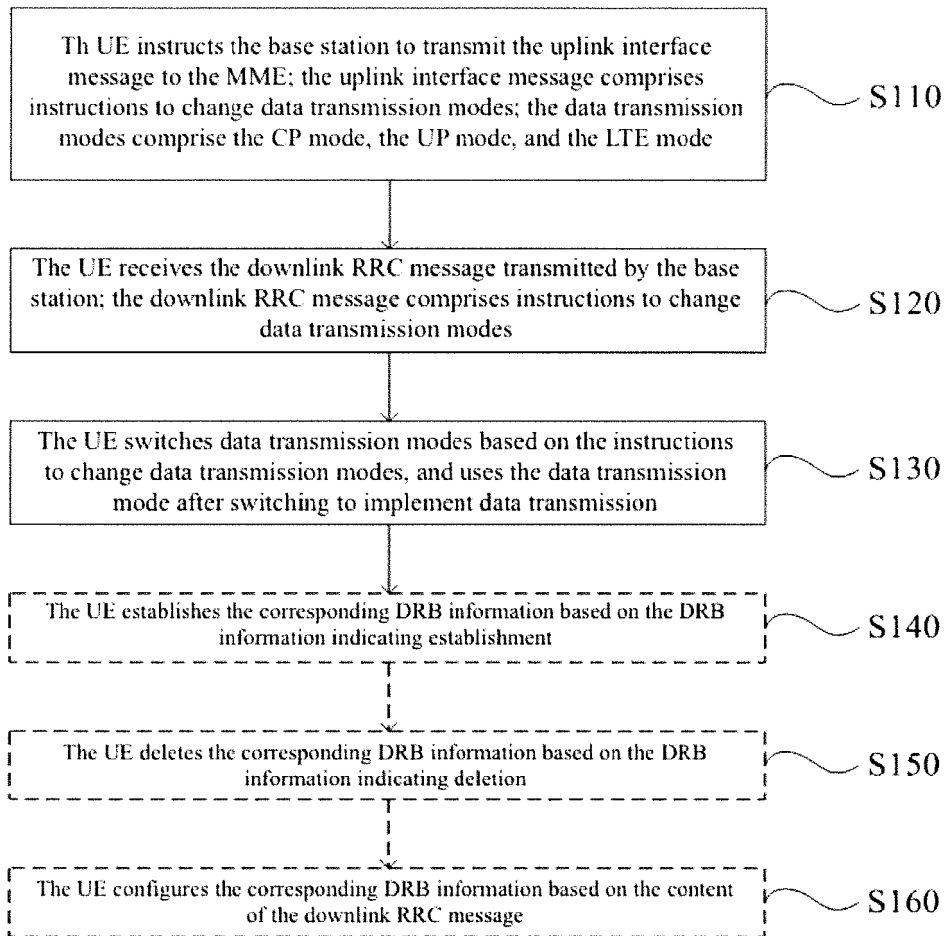 Th UE instructs the base station to transmit the uplink interface
message to the MME; the uplink interface message comprises
instructions to change data transmission modes; the data transmission
modes comprise the CP mode, the UP mode, and the LTE mode
S110
The UE receives the downlink RRC message transmitted by the base
station; the downlink RRC message comprises instructions to change
data transmission modes
S120
The UE switches data transmission modes based on the instructions
to change data transmission modes, and uses the data transmission
mode after switching to implement data transmission
S130
The UE establishes the corresponding DRB information based on the DRB
information indicating establishment
S140
The UE deletes the corresponding DRB information based on the DRB
information indicating deletion
S150
The UE configures the corresponding DRB information based on the content
of the downlink RRC message
S160